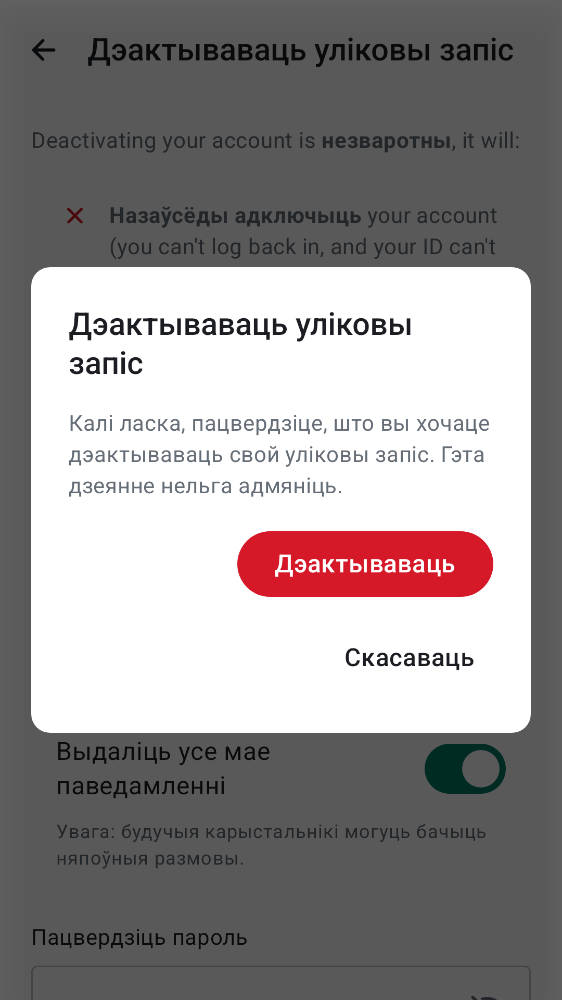 Дэактываваць уліковы запіс
Deactivating your account is незваротны, it will:
Назаўсёды адключыць your account
(you can't log back in, and your ID can't
Дэактываваць уліковы
запіс
Калі ласка, пацвердзіце, што вы хочаце
дэактываваць свой уліковы запіс. Гэта
дзеянне нельга адмяніць.
Дэактываваць
Скасаваць
Выдаліць усе мае
паведамленні
Увага: будучыя карыстальнікі могуць бачыць
няпоўныя размовы.
Пацвердзіць пароль